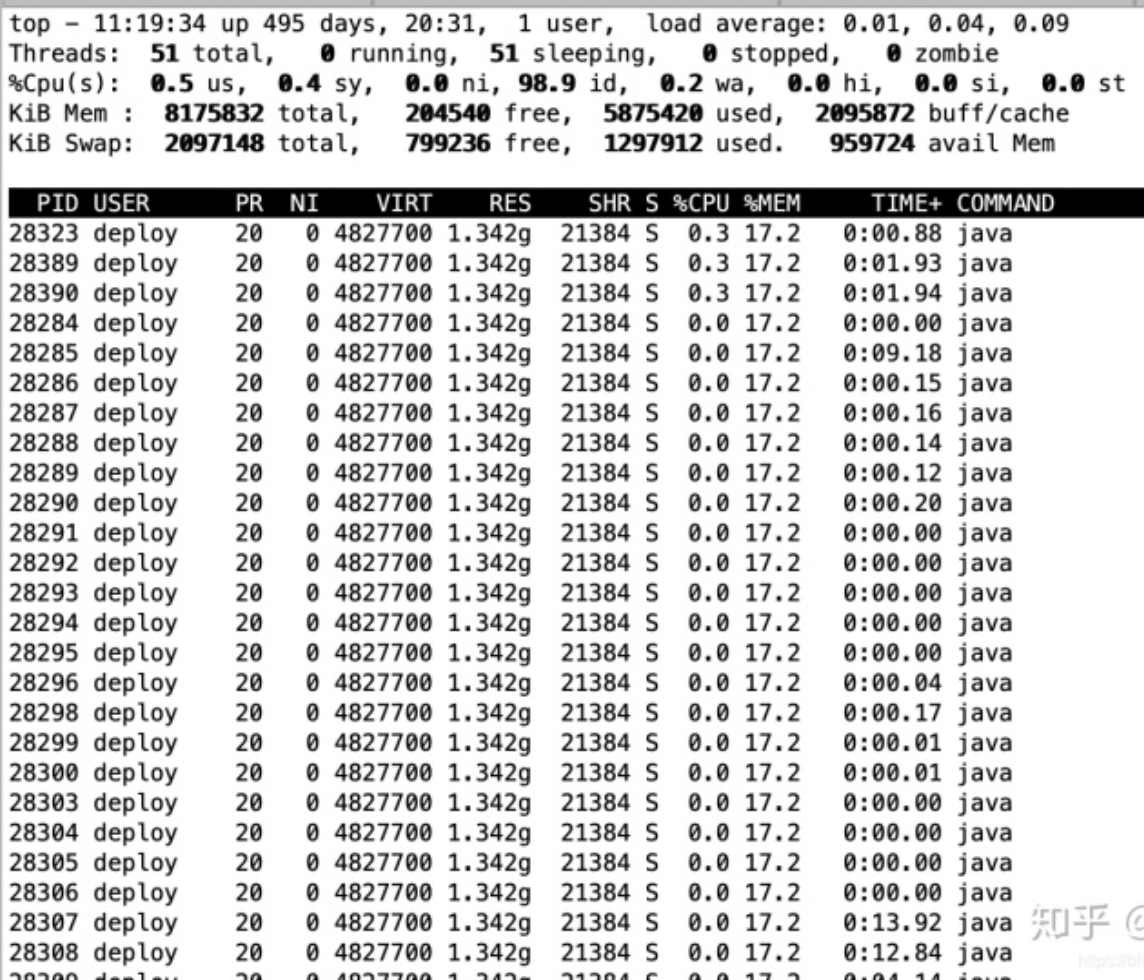 top - 11:19:34 up 495 days, 20:31,  1 user,  load average: 0.01, 0.04, 0.09
Threads:  51 total,   0 running,  51 sleeping,   0 stopped,   0 zombie
%Cpu(s):  0.5 us,  0.4 sy,  0.0 ni, 98.9 id,  0.2 wa,  0.0 hi,  0.0 si,  0.0 st
KiB Mem :  8175832 total,   204540 free,  5875420 used,  2095872 buff/cache
KiB Swap:  2097148 total,   799236 free,  1297912 used.   959724 avail Mem
PID USER PR NI VIRT RES SHR S %CPU %MEM TIME+ COMMAND
28323 deploy 20 0 4827700 1.342g 21384 S 0.3 17.2 0:00.88 java
28389 deploy 20 0 4827700 1.342g 21384 S 0.3 17.2 0:01.93 java
28390 deploy 20 0 4827700 1.342g 21384 S 0.3 17.2 0:01.94 java
28284 deploy 20 0 4827700 1.342g 21384 S 0.0 17.2 0:00.00 java
28285 deploy 20 0 4827700 1.342g 21384 S 0.0 17.2 0:09.18 java
28286 deploy 20 0 4827700 1.342g 21384 S 0.0 17.2 0:00.15 java
28287 deploy 20 0 4827700 1.342g 21384 S 0.0 17.2 0:00.16 java
28288 deploy 20 0 4827700 1.342g 21384 S 0.0 17.2 0:00.14 java
28289 deploy 20 0 4827700 1.342g 21384 S 0.0 17.2 0:00.12 java
28290 deploy 20 0 4827700 1.342g 21384 S 0.0 17.2 0:00.20 java
28291 deploy 20 0 4827700 1.342g 21384 S 0.0 17.2 0:00.00 java
28292 deploy 20 0 4827700 1.342g 21384 S 0.0 17.2 0:00.00 java
28293 deploy 20 0 4827700 1.342g 21384 S 0.0 17.2 0:00.00 java
28294 deploy 20 0 4827700 1.342g 21384 S 0.0 17.2 0:00.00 java
28295 deploy 20 0 4827700 1.342g 21384 S 0.0 17.2 0:00.00 java
28296 deploy 20 0 4827700 1.342g 21384 S 0.0 17.2 0:00.04 java
28298 deploy 20 0 4827700 1.342g 21384 S 0.0 17.2 0:00.17 java
28299 deploy 20 0 4827700 1.342g 21384 S 0.0 17.2 0:00.01 java
28300 deploy 20 0 4827700 1.342g 21384 S 0.0 17.2 0:00.01 java
28303 deploy 20 0 4827700 1.342g 21384 S 0.0 17.2 0:00.00 java
28304 deploy 20 0 4827700 1.342g 21384 S 0.0 17.2 0:00.00 java
28305 deploy 20 0 4827700 1.342g 21384 S 0.0 17.2 0:00.00 java
28306 deploy 20 0 4827700 1.342g 21384 S 0.0 17.2 0:00.00 java
28307 deploy 20 0 4827700 1.342g 21384 S 0.0 17.2 0:13.92 java
28308 deploy 20 0 4827700 1.342g 21384 S 0.0 17.2 0:12.84 java
知乎 @